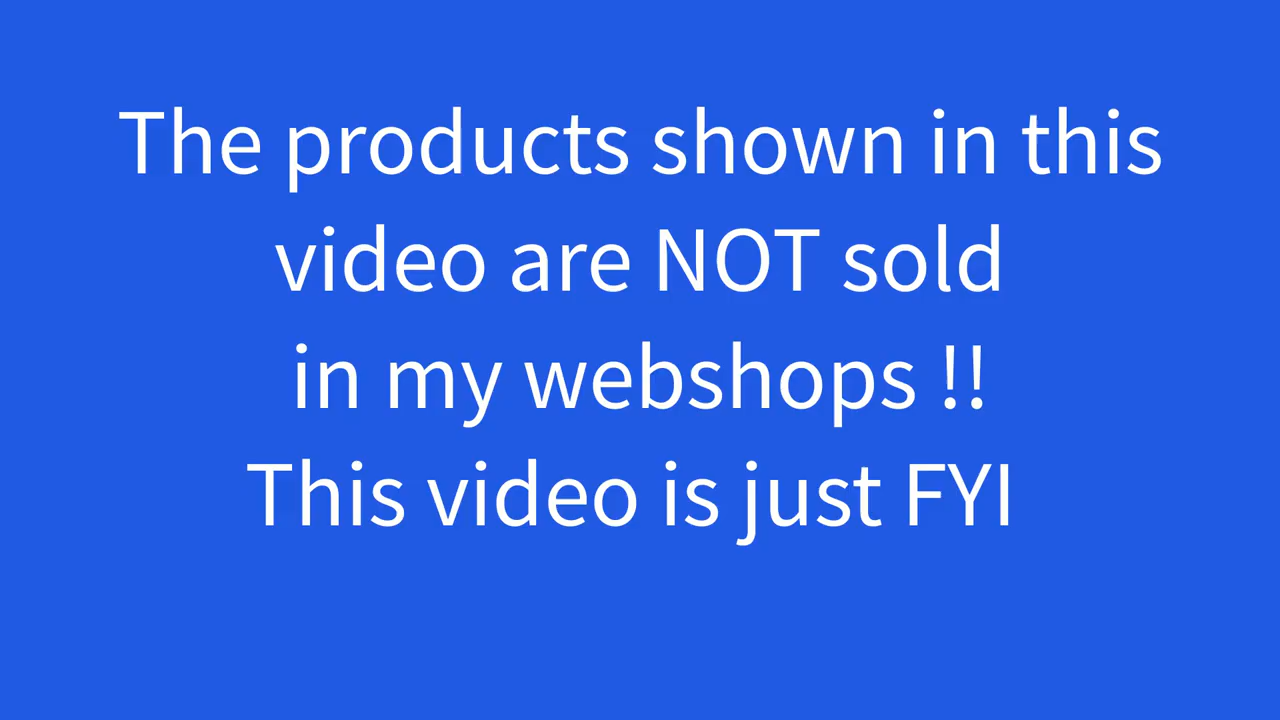 The products shown in this
video are NOT sold
in my webshops !!
This video is just FYI